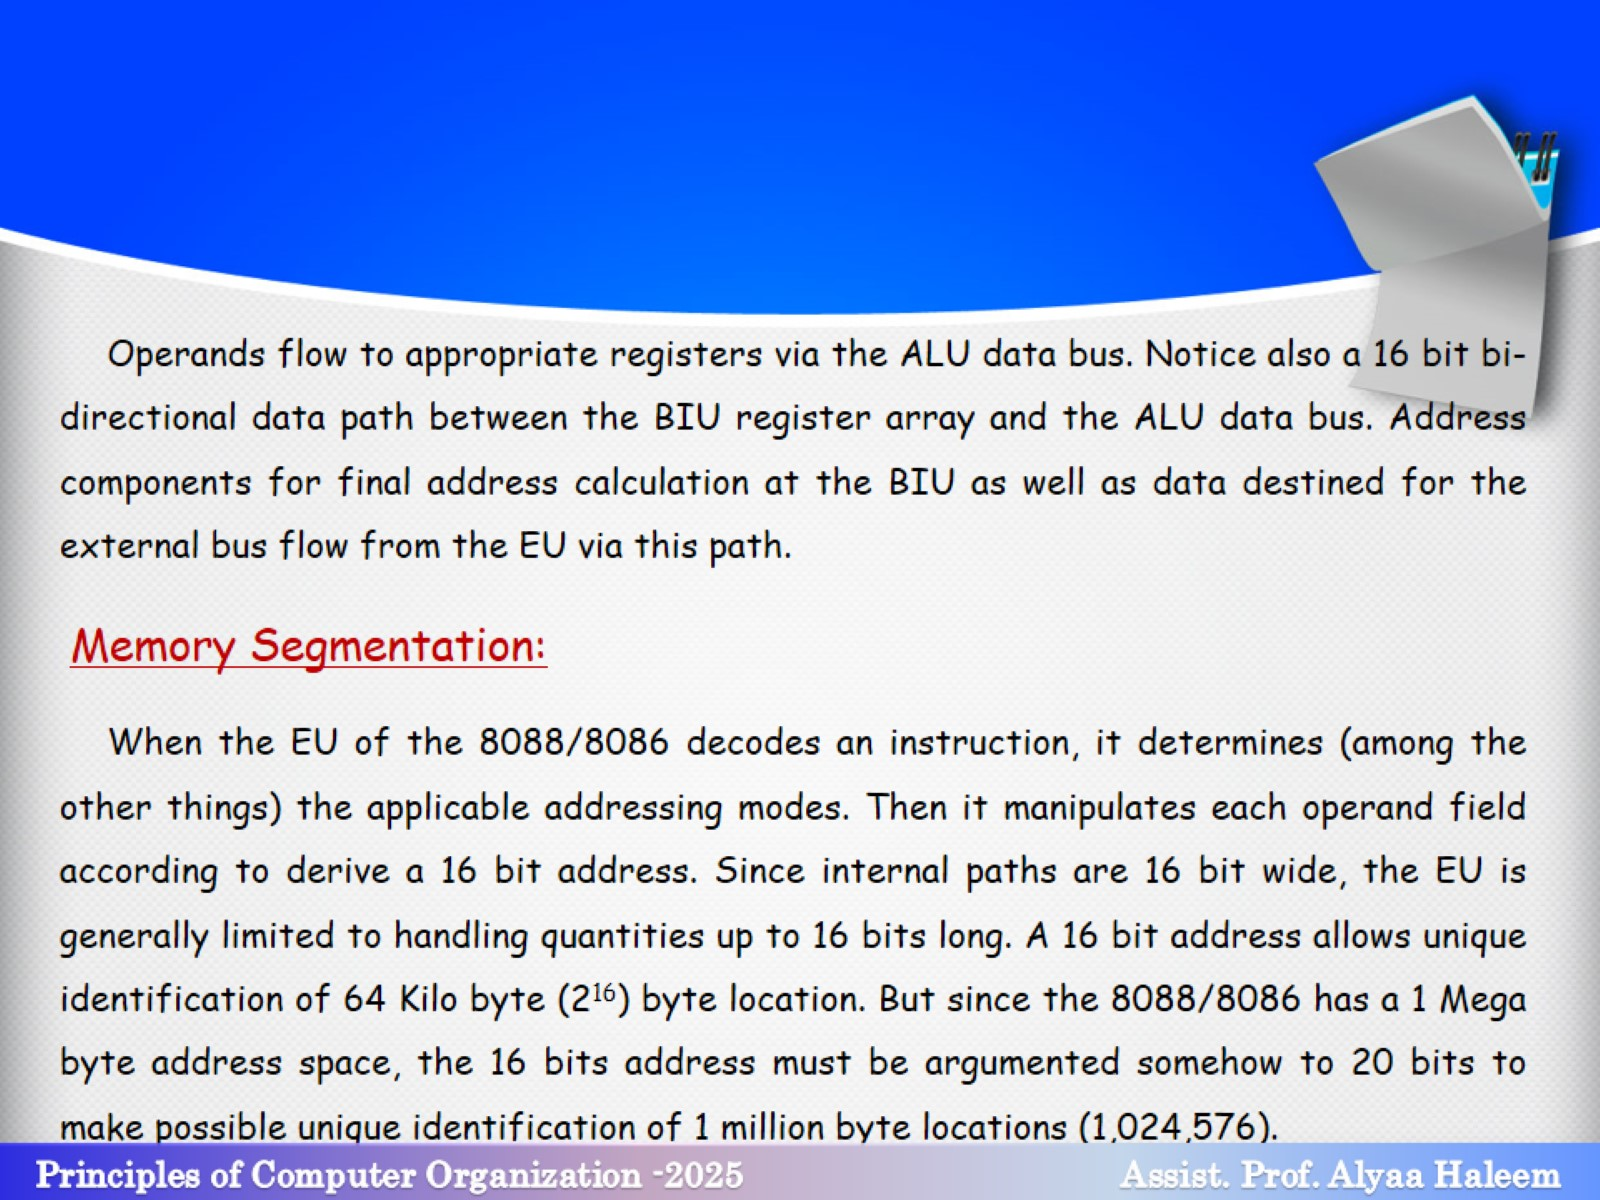 Operands flow to appropriate registers via the ALU data bus. Notice also a 16 bit bi-
directional data path between the BIU register array and the ALU data bus. Address
components for final address calculation at the BIU as well as data destined for the
external bus flow from the EU via this path.
Memory Segmentation:
When the EU of the 8088/8086 decodes an instruction, it determines (among the
other things) the applicable addressing modes. Then it manipulates each operand field
according to derive a 16 bit address. Since internal paths are 16 bit wide, the EU is
generally limited to handling quantities up to 16 bits long. A 16 bit address allows unique
identification of 64 Kilo byte (2¹⁶) byte location. But since the 8088/8086 has a 1 Mega
byte address space, the 16 bits address must be argumented somehow to 20 bits to
make possible unique identification of 1 million byte locations (1,024,576).
Principles of Computer Organization -2025
Assist. Prof. Alyaa Haleem